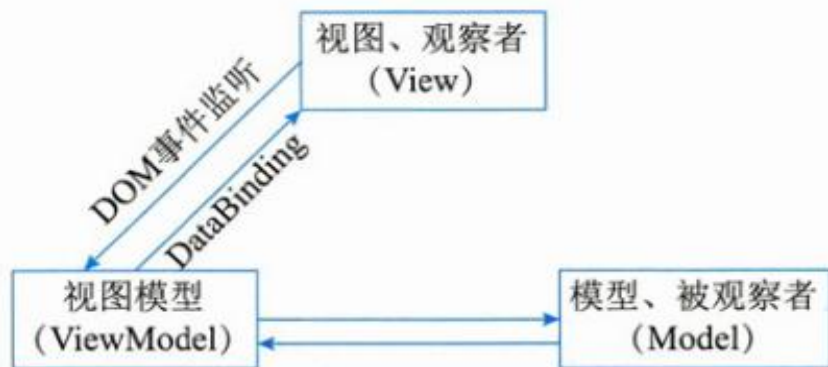 视图、观察者
(View)
DOM事件监听
DataBinding
视图模型
(ViewModel)
模型、被观察者
(Model)